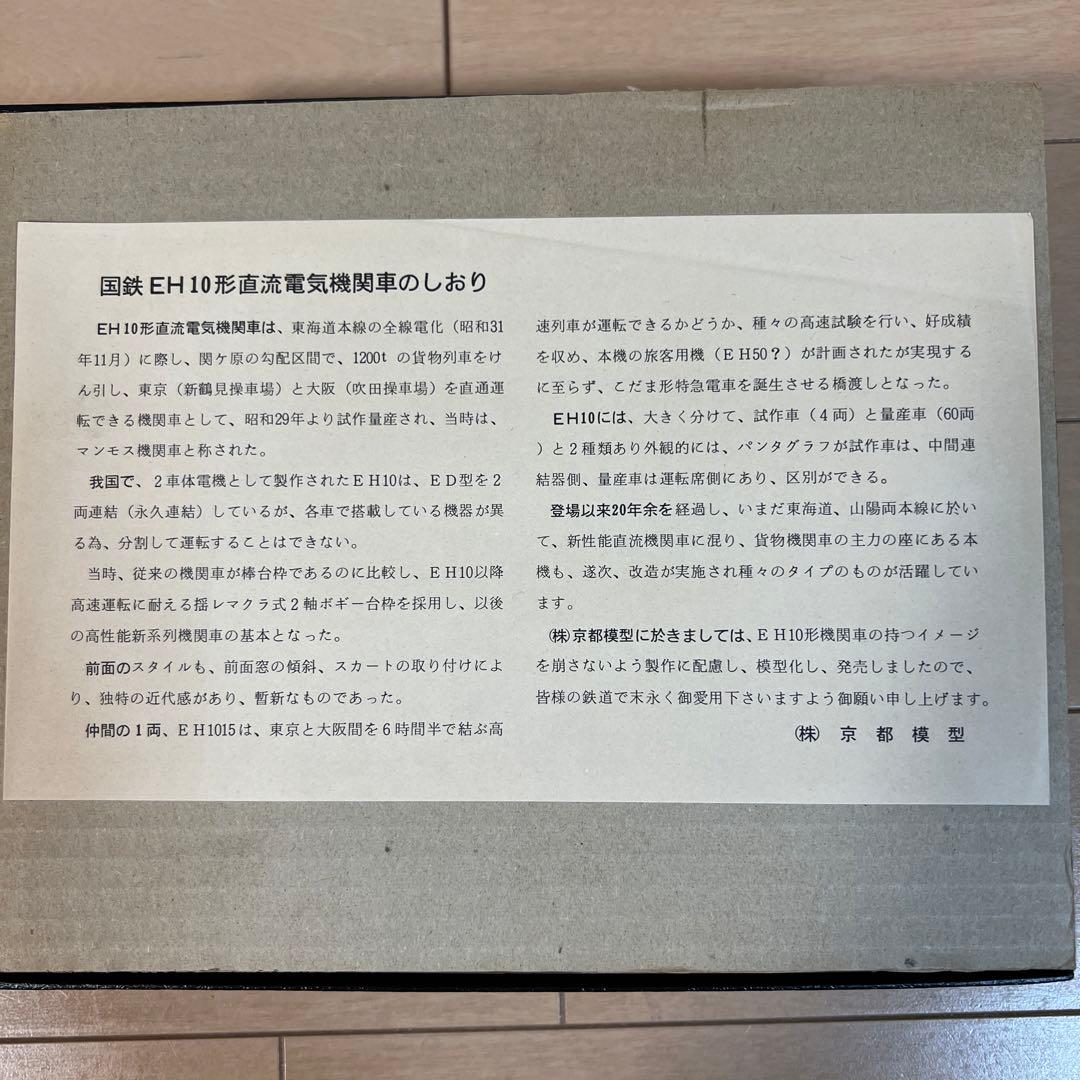 国鉄EH10形直流電気機関車のしおり
EH10形直流電気機関車は、東海道本線の全線電化（昭和31
年11月）に際し、関ケ原の勾配区間で、1200tの貨物列車をけ
ん引し、東京（新鶴見操車場）と大阪（吹田操車場）を直通運
転できる機関車として、昭和29年より試作量産され、当時は、
マンモス機関車と称された。
我国で、2車体電機として製作されたEH10は、ED型を2
両連結（永久連結）しているが、各車で搭載している機器が異
る為、分割して運転することはできない。
当時、従来の機関車が棒台枠であるのに比較し、EH10以降
高速運転に耐える揺レマクラ式2軸ボギー台枠を採用し、以後
の高性能新系列機関車の基本となった。
前面のスタイルも、前面窓の傾斜、スカートの取り付けによ
り、独特の近代感があり、暫新なものであった。
仲間の1両、EH1015は、東京と大阪間を6時間半で結ぶ高
速列車が運転できるかどうか、種々の高速試験を行い、好成績
を収め、本機の旅客用機（EH50？）が計画されたが実現する
に至らず、こだま形特急電車を誕生させる橋渡しとなった。
EH10には、大きく分けて、試作車（4両）と量産車（60両
）と2種類あり外観的には、パンタグラフが試作車は、中間連
結器側、量産車は運転席側にあり、区別ができる。
登場以来20年余を経過し、いまだ東海道、山陽両本線に於い
て、新性能直流機関車に混り、貨物機関車の主力の座にある本
機も、遂次、改造が実施され種々のタイプのものが活躍してい
ます。
㈱京都模型に於きましては、EH10形機関車の持つイメージ
を崩さないよう製作に配慮し、模型化し、発売しましたので、
皆様の鉄道で末永く御愛用下さいますよう御願い申し上げます。
㈱ 京都模型